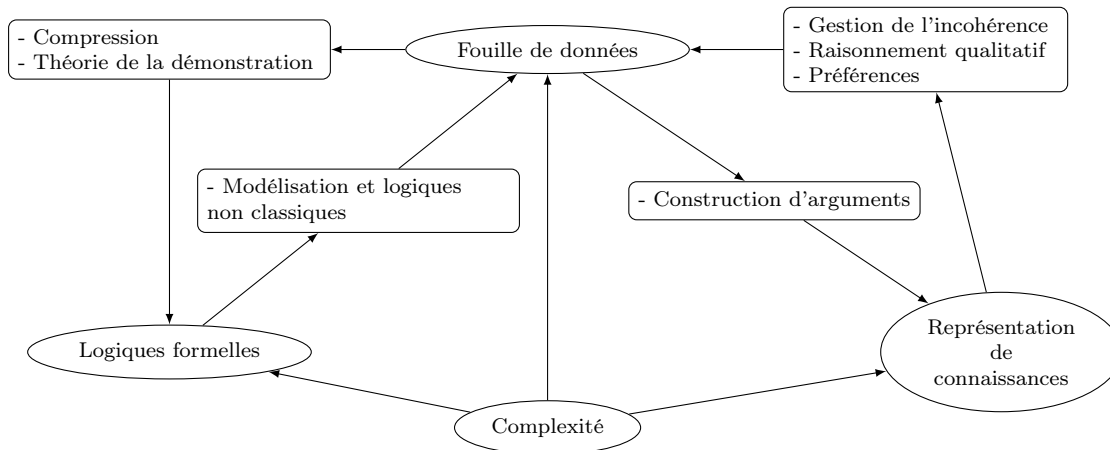 - Compression
- Théorie de la démonstration
Fouille de données
- Gestion de l'incohérence
- Raisonnement qualitatif
- Préférences
- Modélisation et logiques
non classiques
- Construction d'arguments
Logiques formelles
Représentation
de
connaissances
Complexité